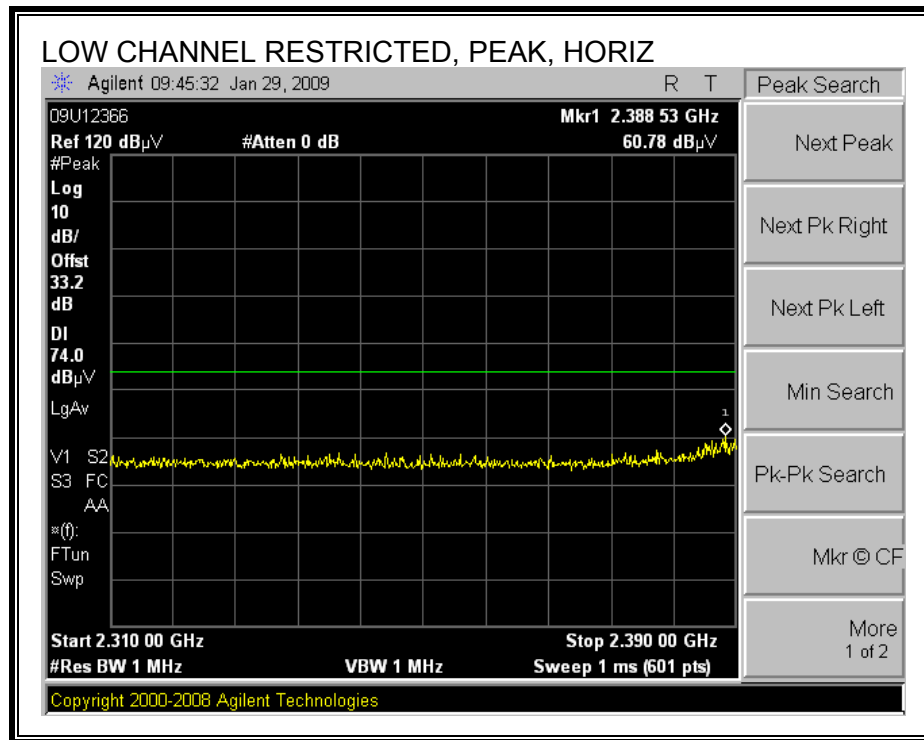 LOW CHANNEL RESTRICTED, PEAK, HORIZ
Agilent 09:45:32 Jan 29, 2009 R T
Peak Search
09U12366
Mkr1 2.388 53 GHz
Ref 120 dBµV #Atten 0 dB 60.78 dBµV
#Peak
Log
10
dB/
Offst
33.2
dB
DI
74.0
dBµV
LgAv
1
V1 S2
S3 FC
AA
¤(f):
FTun
Swp
Start 2.310 00 GHz Stop 2.390 00 GHz
#Res BW 1 MHz VBW 1 MHz Sweep 1 ms (601 pts)
Copyright 2000-2008 Agilent Technologies
Next Peak
Next Pk Right
Next Pk Left
Min Search
Pk-Pk Search
Mkr © CF
More
1 of 2